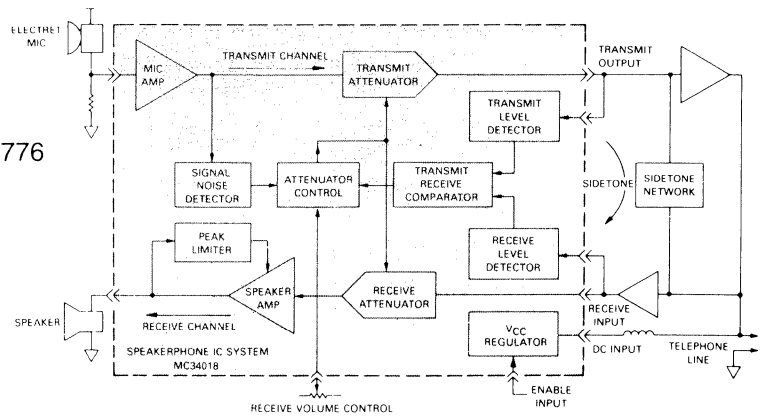 ELECTRET
MIC
MIC
AMP
TRANSMIT CHANNEL
TRANSMIT
ATTENUATOR
TRANSMIT
OUTPUT
TRANSMIT
LEVEL
DETECTOR
776
SIGNAL
NOISE
DETECTOR
ATTENUATOR
CONTROL
TRANSMIT
RECEIVE
COMPARATOR
SIDETONE
SIDETONE
NETWORK
PEAK
LIMITER
RECEIVE
LEVEL
DETECTOR
SPEAKER
AMP
RECEIVE
ATTENUATOR
RECEIVE
INPUT
SPEAKER
RECEIVE CHANNEL
VCC
REGULATOR
DC INPUT
TELEPHONE
LINE
SPEAKERPHONE IC SYSTEM
MC34018
ENABLE
INPUT
RECEIVE VOLUME CONTROL